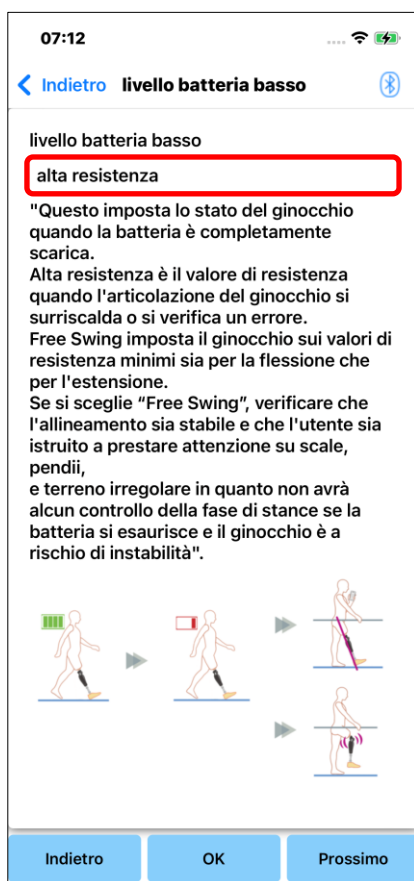 07:12
Indietro livello batteria basso
livello batteria basso
alta resistenza
"Questo imposta lo stato del ginocchio
quando la batteria è completamente
scarica.
Alta resistenza è il valore di resistenza
quando l'articolazione del ginocchio si
surriscalda o si verifica un errore.
Free Swing imposta il ginocchio sui valori di
resistenza minimi sia per la flessione che
per l'estensione.
Se si sceglie “Free Swing”, verificare che
l'allineamento sia stabile e che l'utente sia
istruito a prestare attenzione su scale,
pendii,
e terreno irregolare in quanto non avrà
alcun controllo della fase di stance se la
batteria si esaurisce e il ginocchio è a
rischio di instabilità".
Indietro OK Prossimo